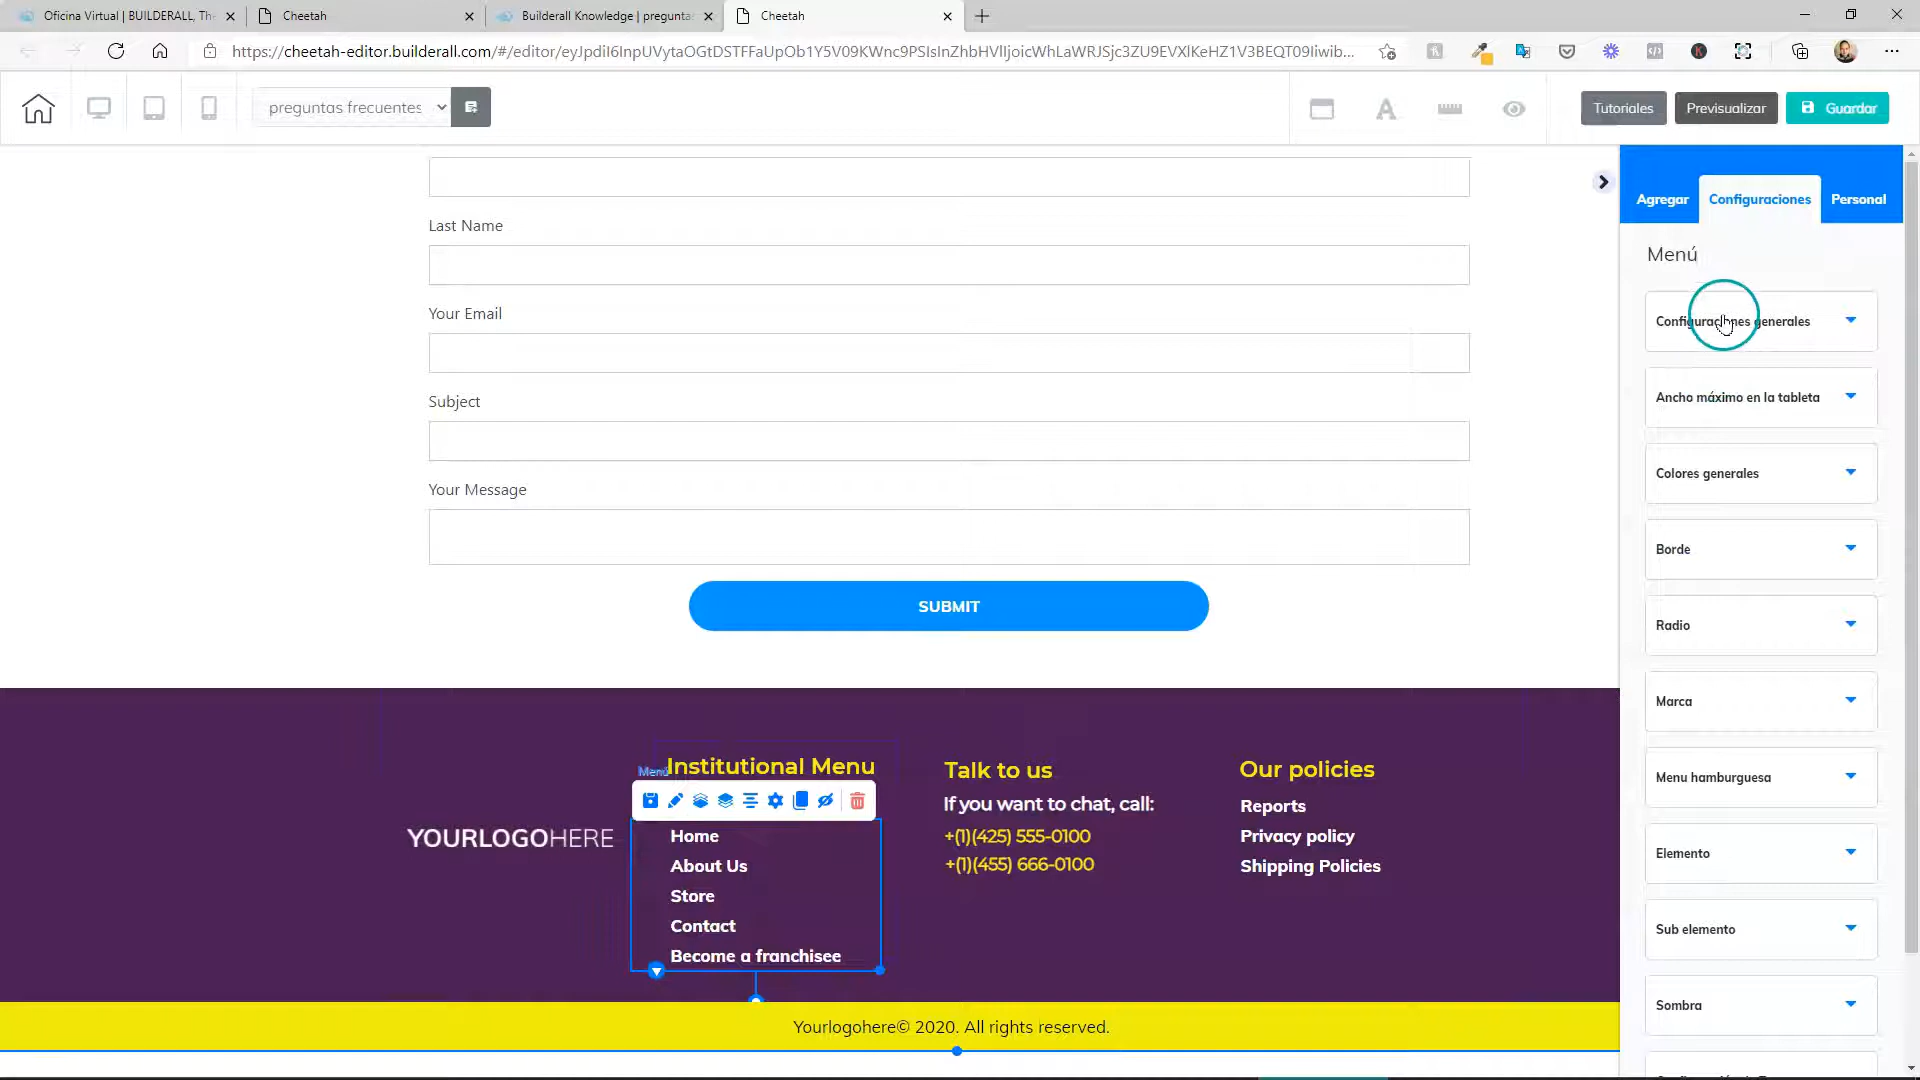 Oficina Virtual | BUILDERALL, Th
Cheetah
Builderall Knowledge | pregunta
Cheetah
https://cheetah-editor.builderall.com/#/editor/
preguntas frecuentes
Tutoriales
Previsualizar
Guardar
Agregar
Configuraciones
Personal
Menú
Configuraciones generales
Ancho máximo en la tableta
Colores generales
Borde
Radio
Marca
Menu hamburguesa
Elemento
Sub elemento
Sombra
Last Name
Your Email
Subject
Your Message
SUBMIT
YOURLOGOHERE
Menú
Institutional Menu
Home
About Us
Store
Contact
Become a franchisee
Talk to us
If you want to chat, call:
+(1)(425) 555-0100
+(1)(455) 666-0100
Our policies
Reports
Privacy policy
Shipping Policies
Yourlogohere© 2020. All rights reserved.